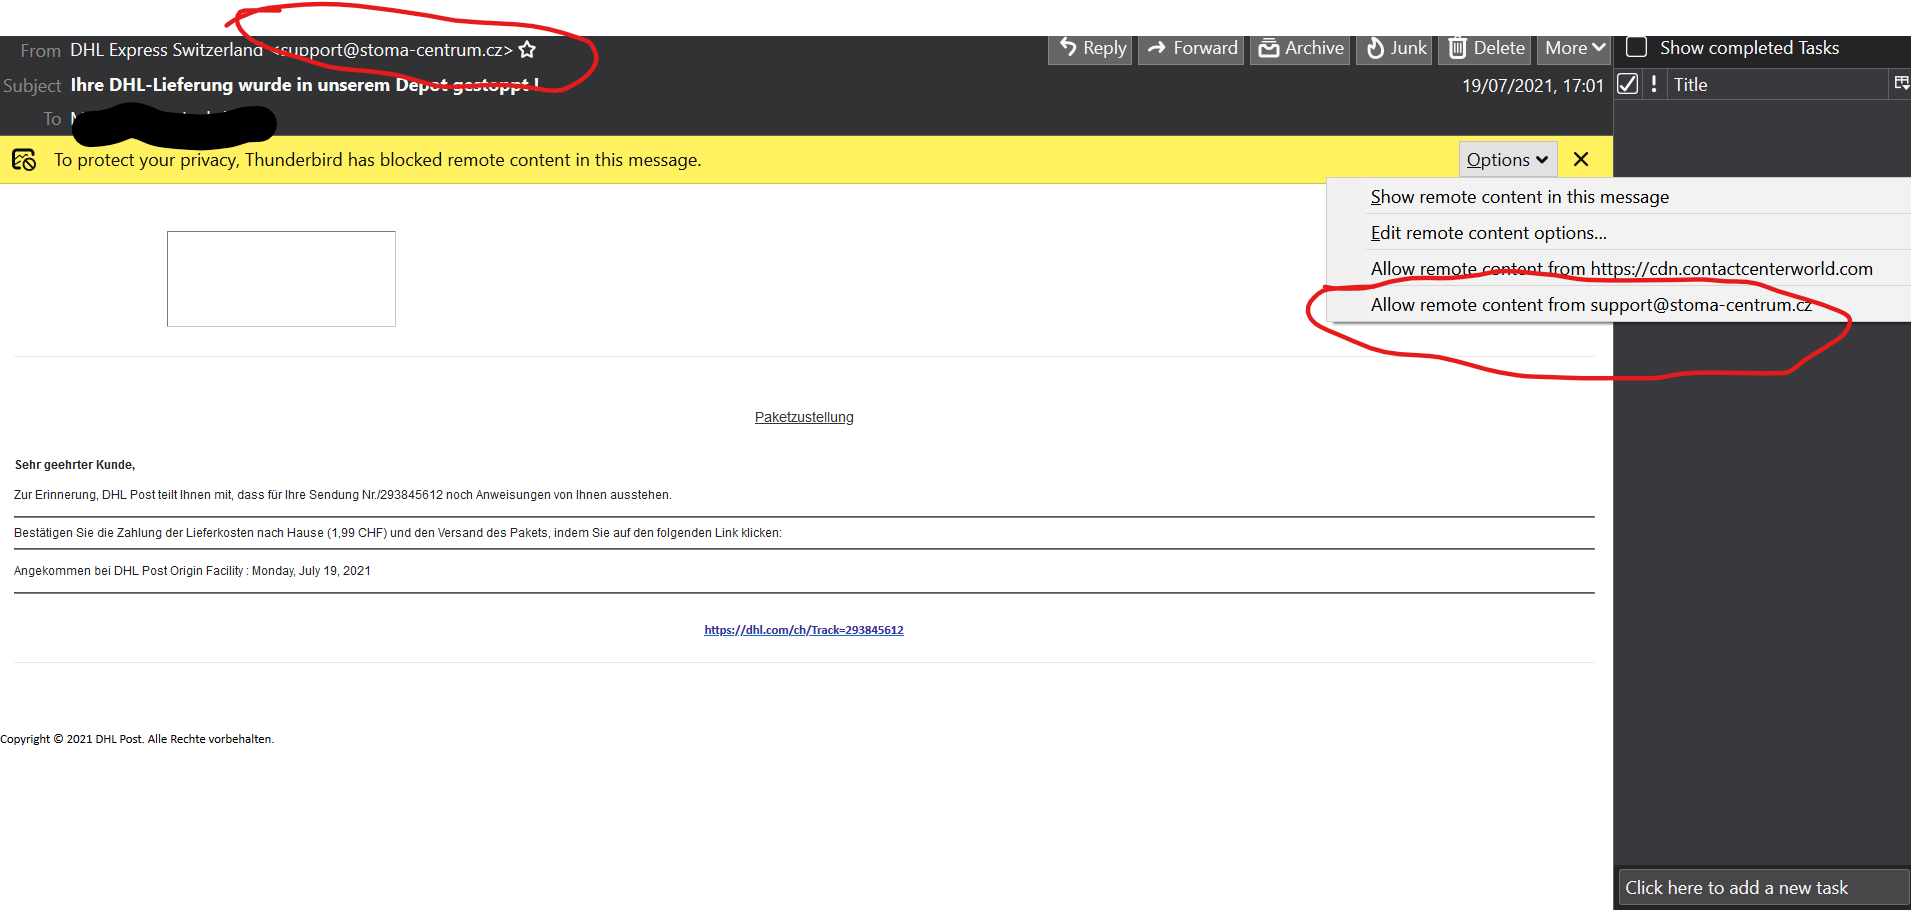 From DHL Express Switzerland <support@stoma-centrum.cz>
Reply Forward Archive Junk Delete More
Show completed Tasks
Subject Ihre DHL-Lieferung wurde in unserem Depot gestoppt !
19/07/2021, 17:01
! Title
To
To protect your privacy, Thunderbird has blocked remote content in this message.
Options
Show remote content in this message
Edit remote content options...
Allow remote content from https://cdn.contactcenterworld.com
Allow remote content from support@stoma-centrum.cz
Paketzustellung
Sehr geehrter Kunde,
Zur Erinnerung, DHL Post teilt Ihnen mit, dass für Ihre Sendung Nr./293845612 noch Anweisungen von Ihnen ausstehen.
Bestätigen Sie die Zahlung der Lieferkosten nach Hause (1,99 CHF) und den Versand des Pakets, indem Sie auf den folgenden Link klicken:
Angekommen bei DHL Post Origin Facility : Monday, July 19, 2021
https://dhl.com/ch/Track=293845612
Copyright © 2021 DHL Post. Alle Rechte vorbehalten.
Click here to add a new task